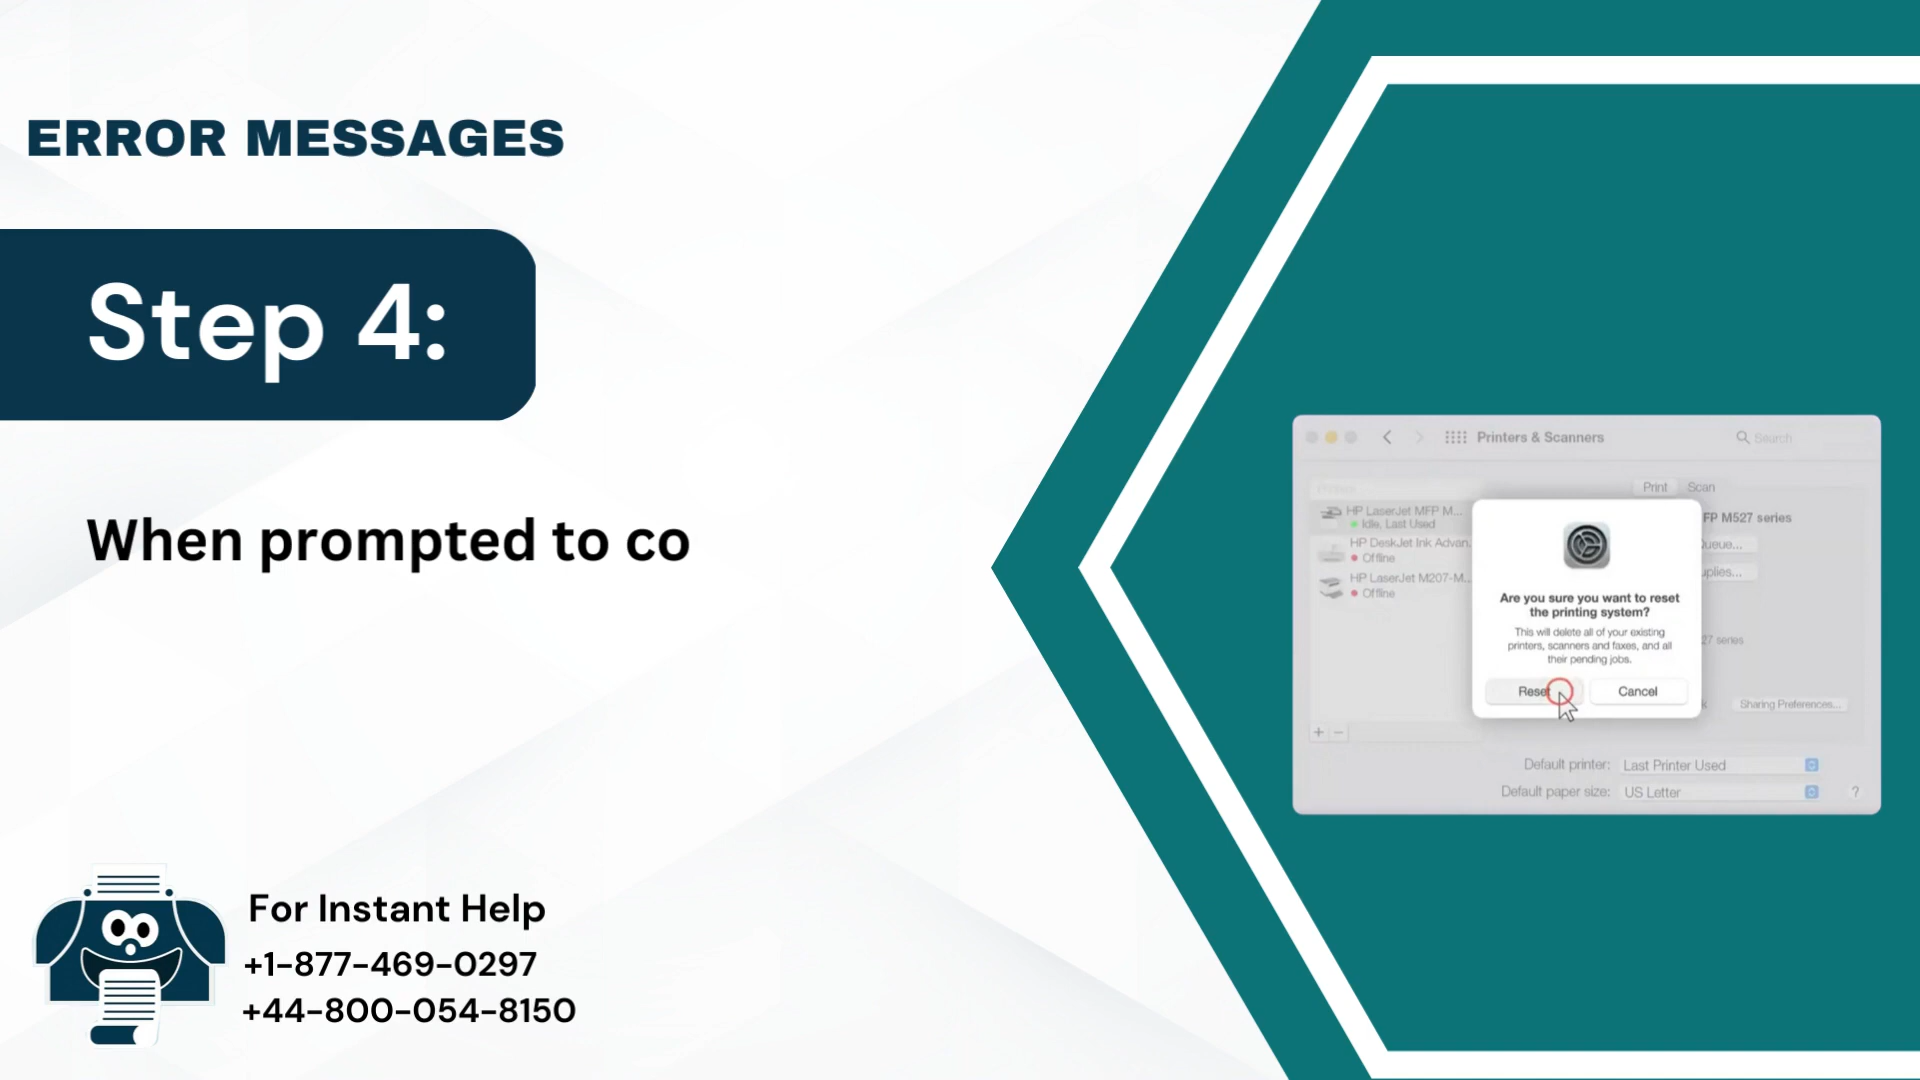 ERROR MESSAGES
Step 4:
When prompted to co
For Instant Help
+1-877-469-0297
+44-800-054-8150
Printers & Scanners
Search
Print Scan
HP LaserJet MFP M...
Idle, Last Used
HP DeskJet Ink Advan.
Offline
HP LaserJet M207-M...
Offline
FP M527 series
Queue...
plies...
27 series
Are you sure you want to reset
the printing system?
This will delete all of your existing
printers, scanners and faxes, and all
their pending jobs.
Reset Cancel
Sharing Preferences...
+ −
Default printer: Last Printer Used
Default paper size: US Letter ?